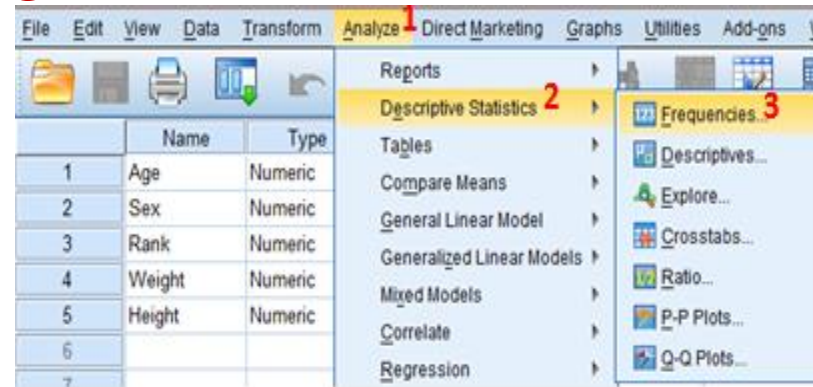 File Edit View Data Transform Analyze 1 Direct Marketing Graphs Utilities Add-ons
Reports
Descriptive Statistics 2
Frequencies... 3
Name Type
Tables
Descriptives...
1 Age Numeric
Compare Means
Explore...
2 Sex Numeric
General Linear Model
Crosstabs...
3 Rank Numeric
Generalized Linear Models
Ratio...
4 Weight Numeric
Mixed Models
P-P Plots...
5 Height Numeric
Correlate
Q-Q Plots...
6
Regression
7